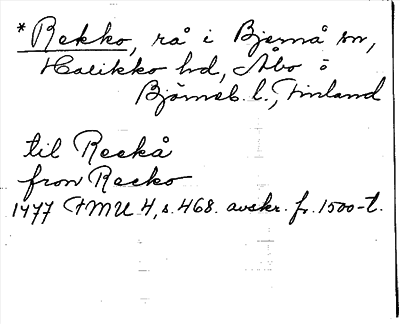 * Rekko, rå i Bjernå sn,
Halikko hd, Åbo o
Björneb. l., Finland
til Reckå
fron Recko
1477 FMU 4, s. 468. avskr. fr. 1500-t.